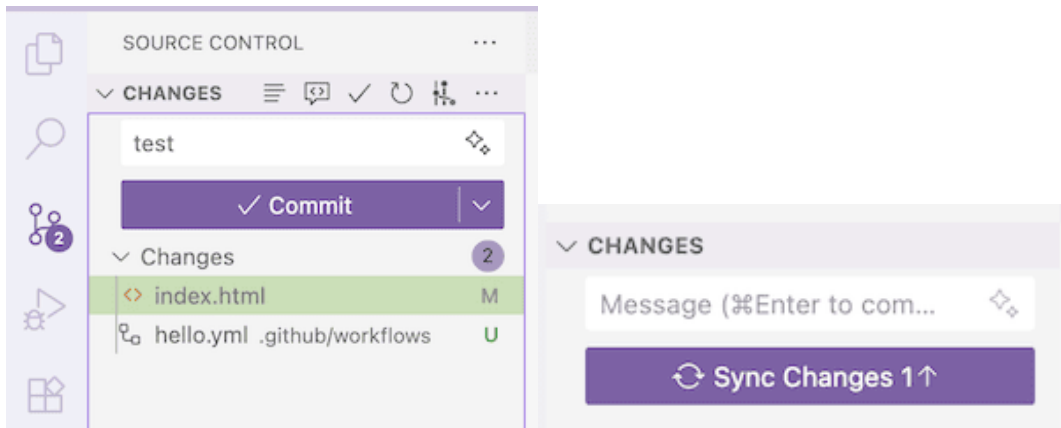 SOURCE CONTROL
CHANGES
test
Commit
2
Changes 2
index.html M
hello.yml .github/workflows U
CHANGES
Message (⌘Enter to com...
Sync Changes 1↑